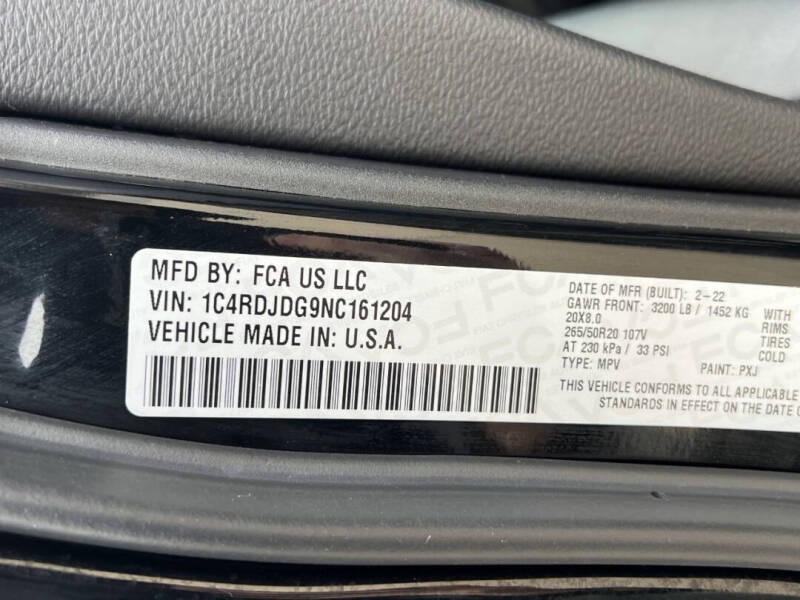 MFD BY: FCA US LLC
VIN: 1C4RDJDG9NC161204
VEHICLE MADE IN: U.S.A.
DATE OF MFR (BUILT): 2-22
GAWR FRONT: 3200 LB / 1452 KG WITH
20X8.0 RIMS
265/50R20 107V TIRES
AT 230 kPa / 33 PSI COLD
TYPE: MPV PAINT: PXJ
THIS VEHICLE CONFORMS TO ALL APPLICABLE
STANDARDS IN EFFECT ON THE DATE